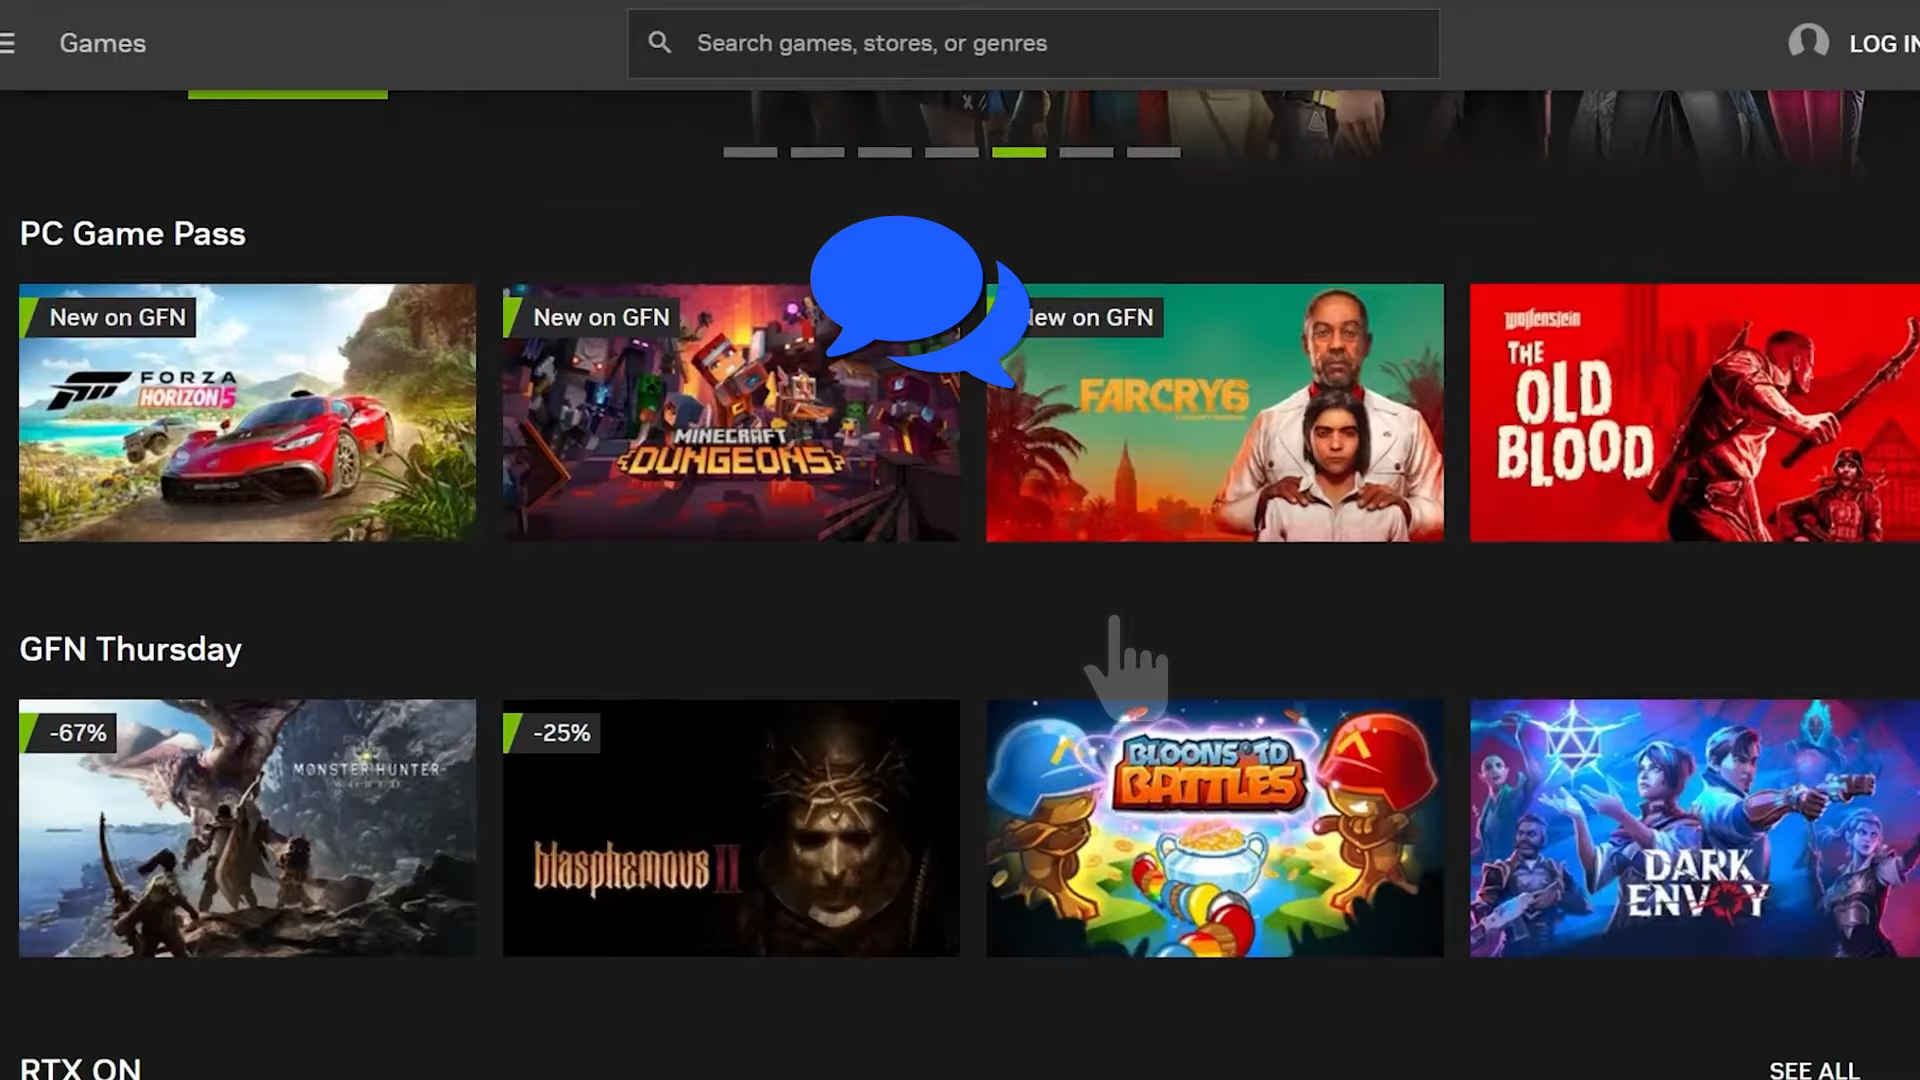 Games
Search games, stores, or genres
LOG IN
PC Game Pass
New on GFN
FORZA
HORIZON 5
New on GFN
MINECRAFT
DUNGEONS
New on GFN
FARCRY6
Wolfenstein
THE
OLD
BLOOD
GFN Thursday
-67%
MONSTER HUNTER
WORLD
-25%
blasphemous II
BLOONS TD
BATTLES
DARK
ENVOY
RTX ON
SEE ALL